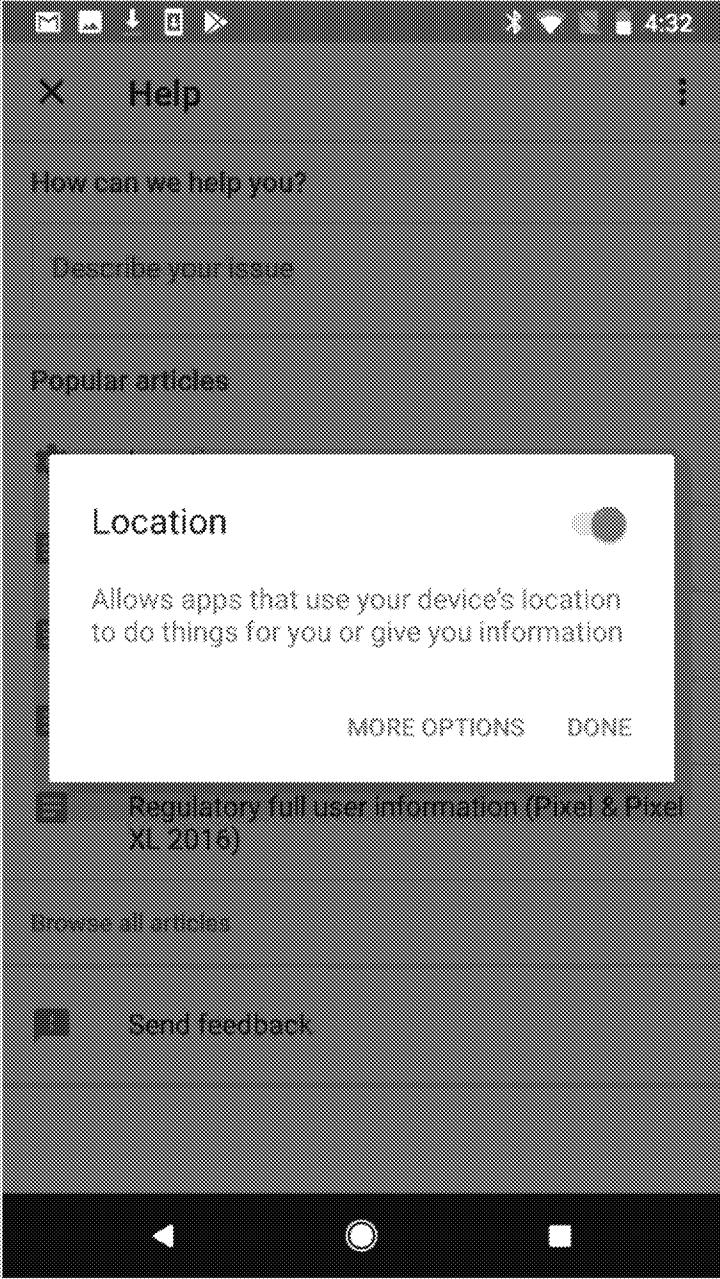 4:32
Help
How can we help you?
Describe your issue
Popular articles
Location
Allows apps that use your device's location
to do things for you or give you information
MORE OPTIONS DONE
Regulatory full user information (Pixel & Pixel
XL 2016)
Browse all articles
Send feedback